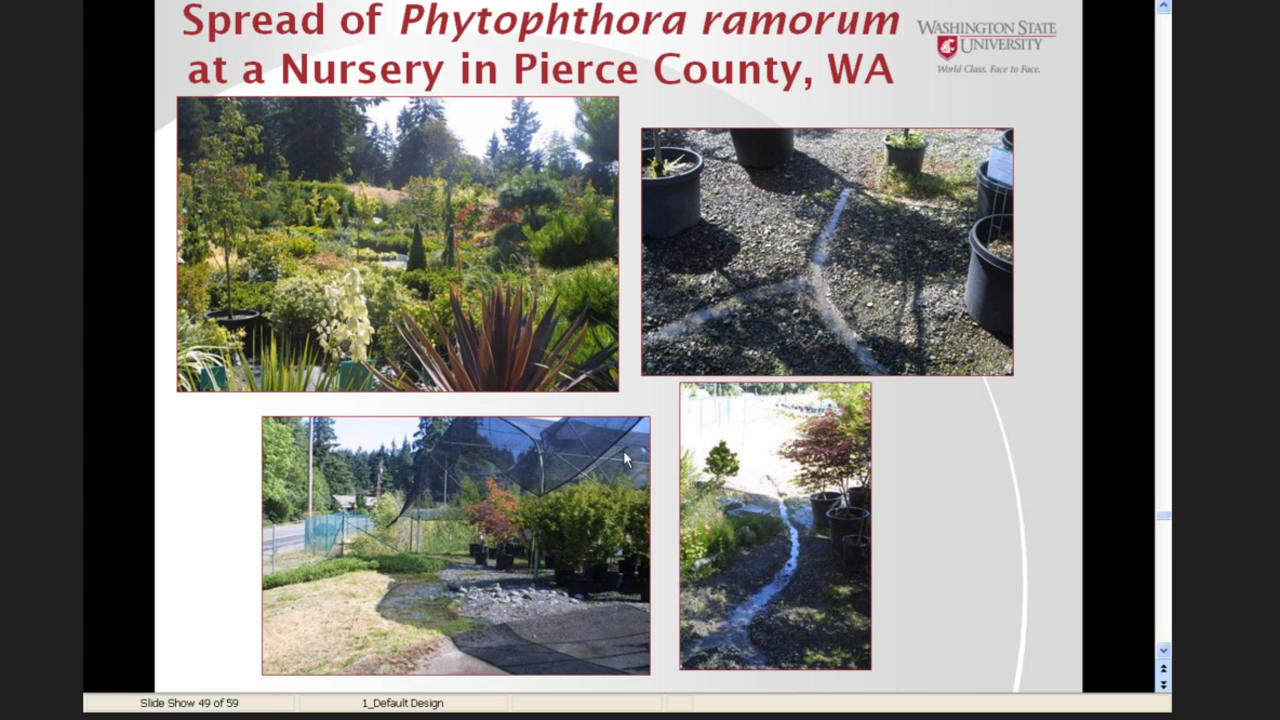 Spread of Phytophthora ramorum
at a Nursery in Pierce County, WA
WASHINGTON STATE
UNIVERSITY
World Class. Face to Face.
Slide Show 49 of 59
1_Default Design